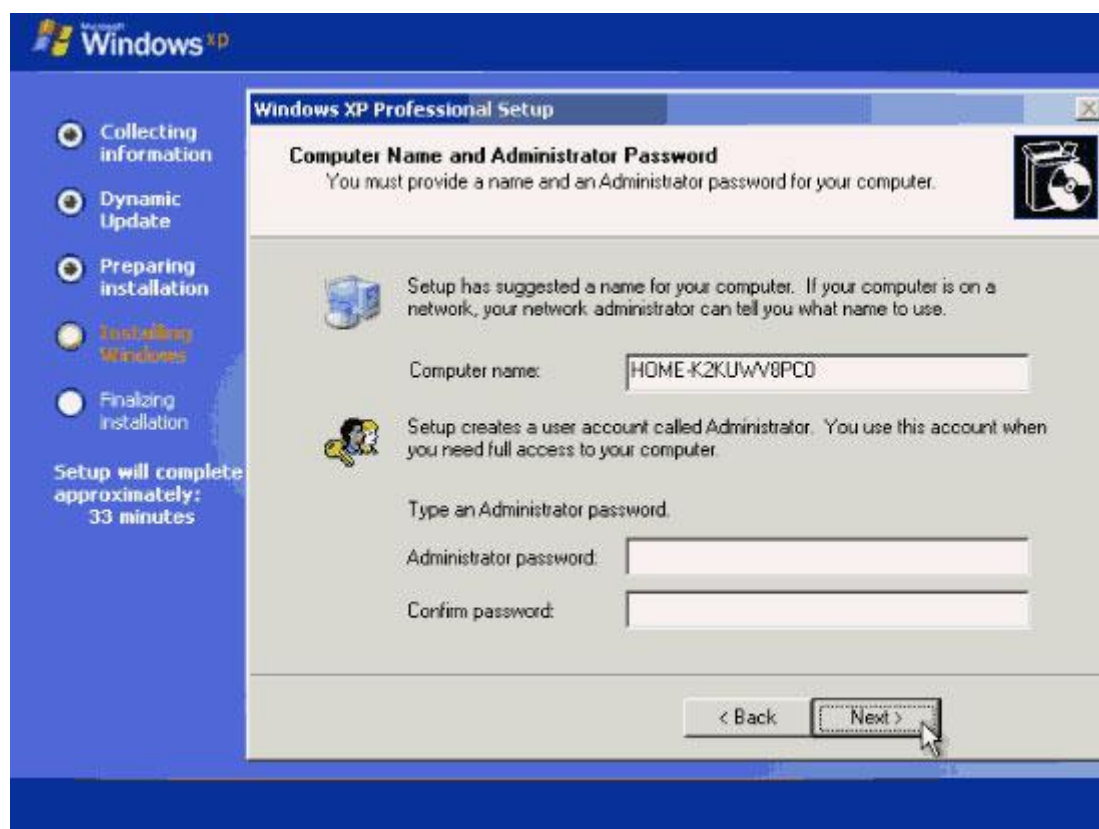 Microsoft
Windows xp
Collecting
information
Dynamic
Update
Preparing
installation
Installing
Windows
Finalizing
installation
Setup will complete
approximately:
33 minutes
Windows XP Professional Setup
Computer Name and Administrator Password
You must provide a name and an Administrator password for your computer.
Setup has suggested a name for your computer. If your computer is on a
network, your network administrator can tell you what name to use.
Computer name: HOME-K2KUWV8PC0
Setup creates a user account called Administrator. You use this account when
you need full access to your computer.
Type an Administrator password.
Administrator password:
Confirm password:
< Back Next >